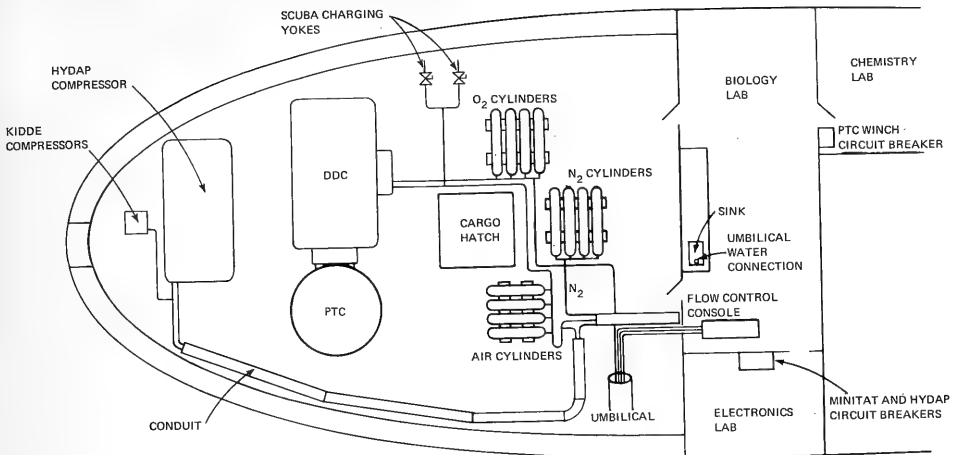 SCUBA CHARGING
YOKES
HYDAP
COMPRESSOR
KIDDE
COMPRESSORS
DDC
O2 CYLINDERS
N2 CYLINDERS
CARGO
HATCH
PTC
N2
AIR CYLINDERS
CONDUIT
UMBILICAL
BIOLOGY
LAB
CHEMISTRY
LAB
PTC WINCH
CIRCUIT BREAKER
SINK
UMBILICAL
WATER
CONNECTION
FLOW CONTROL
CONSOLE
MINITAT AND HYDAP
CIRCUIT BREAKERS
ELECTRONICS
LAB